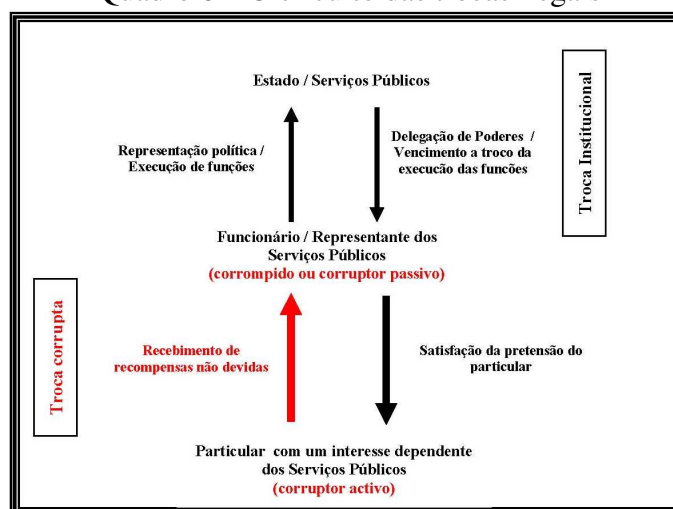 Estado / Serviços Públicos
Troca Institucional
Representação política /
Execução de funções
Delegação de Poderes /
Vencimento a troco da
execucão das funcões
Funcionário / Representante dos
Serviços Públicos
(corrompido ou corruptor passivo)
Troca corrupta
Recebimento de
recompensas não devidas
Satisfação da pretensão do
particular
Particular com um interesse dependente
dos Serviços Públicos
(corruptor activo)